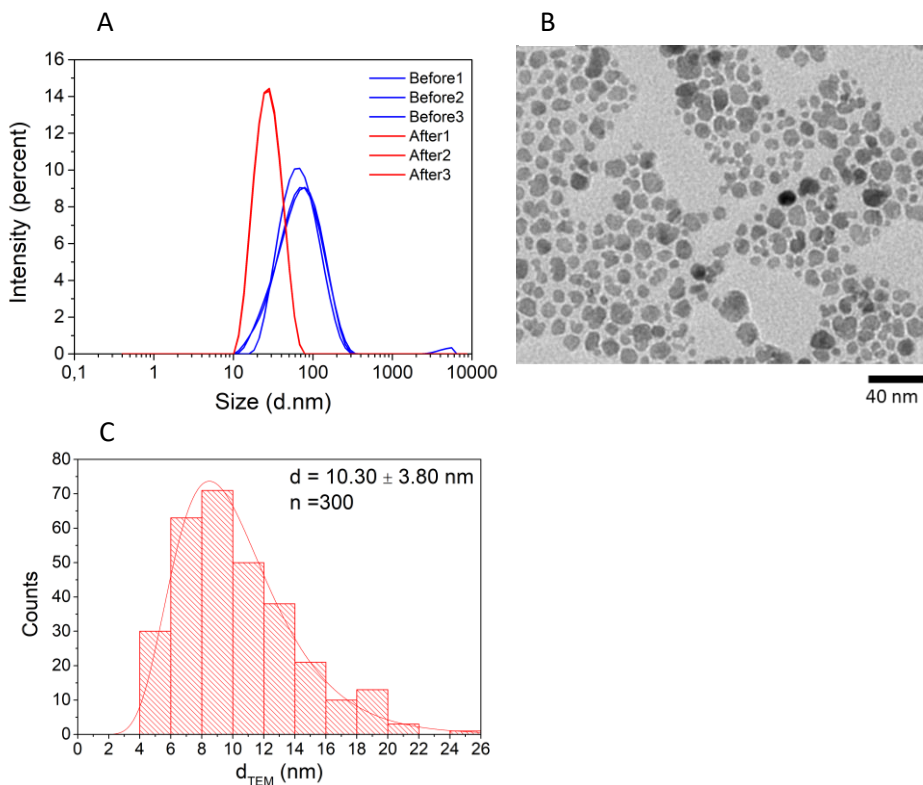 A
Intensity (percent)
16
14
12
10
8
6
4
2
0
0,1
1
10
100
1000
10000
Size (d.nm)
Before1
Before2
Before3
After1
After2
After3
B
40 nm
C
Counts
80
70
60
50
40
30
20
10
0
0
2
4
6
8
10
12
14
16
18
20
22
24
26
d_TEM (nm)
d = 10.30 ± 3.80 nm
n =300